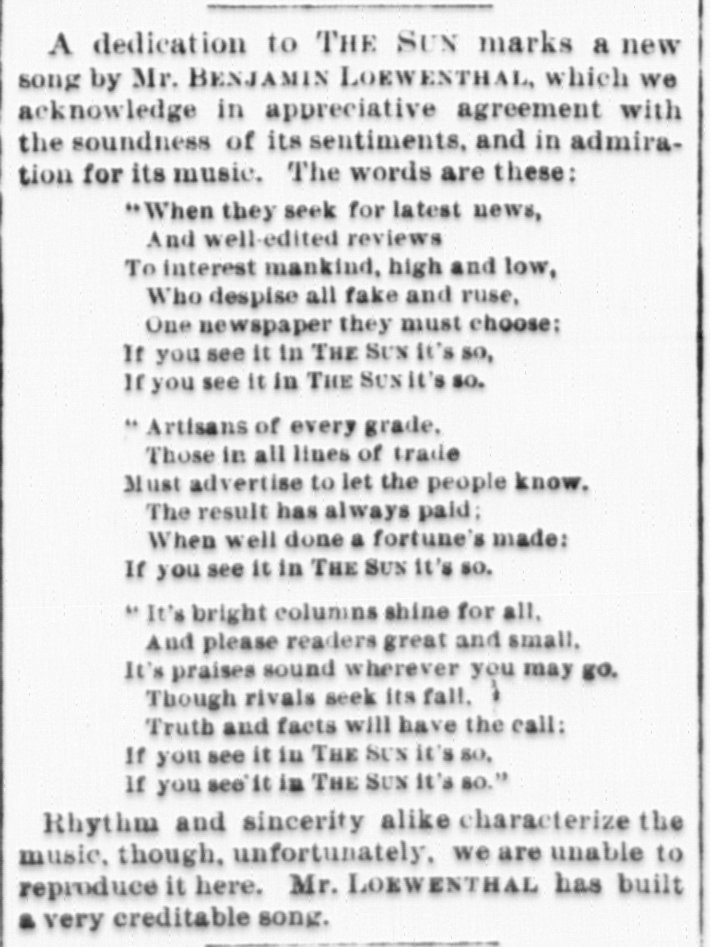 A dedication to THE SUN marks a new
song by Mr. BENJAMIN LOEWENTHAL, which we
acknowledge in appreciative agreement with
the soundness of its sentiments, and in admira-
tion for its music. The words are these:
"When they seek for latest news,
And well-edited reviews
To interest mankind, high and low,
Who despise all fake and ruse,
One newspaper they must choose:
If you see it in THE SUN it's so,
If you see it in THE SUN it's so.
" Artisans of every grade,
Those in all lines of trade
Must advertise to let the people know.
The result has always paid;
When well done a fortune's made:
If you see it in THE SUN it's so.
" It's bright columns shine for all,
And please readers great and small,
It's praises sound wherever you may go.
Though rivals seek its fall,
Truth and facts will have the call:
If you see it in THE SUN it's so,
If you see it in THE SUN it's so."
Rhythm and sincerity alike characterize the
music, though, unfortunately, we are unable to
reproduce it here. Mr. LOEWENTHAL has built
a very creditable song.